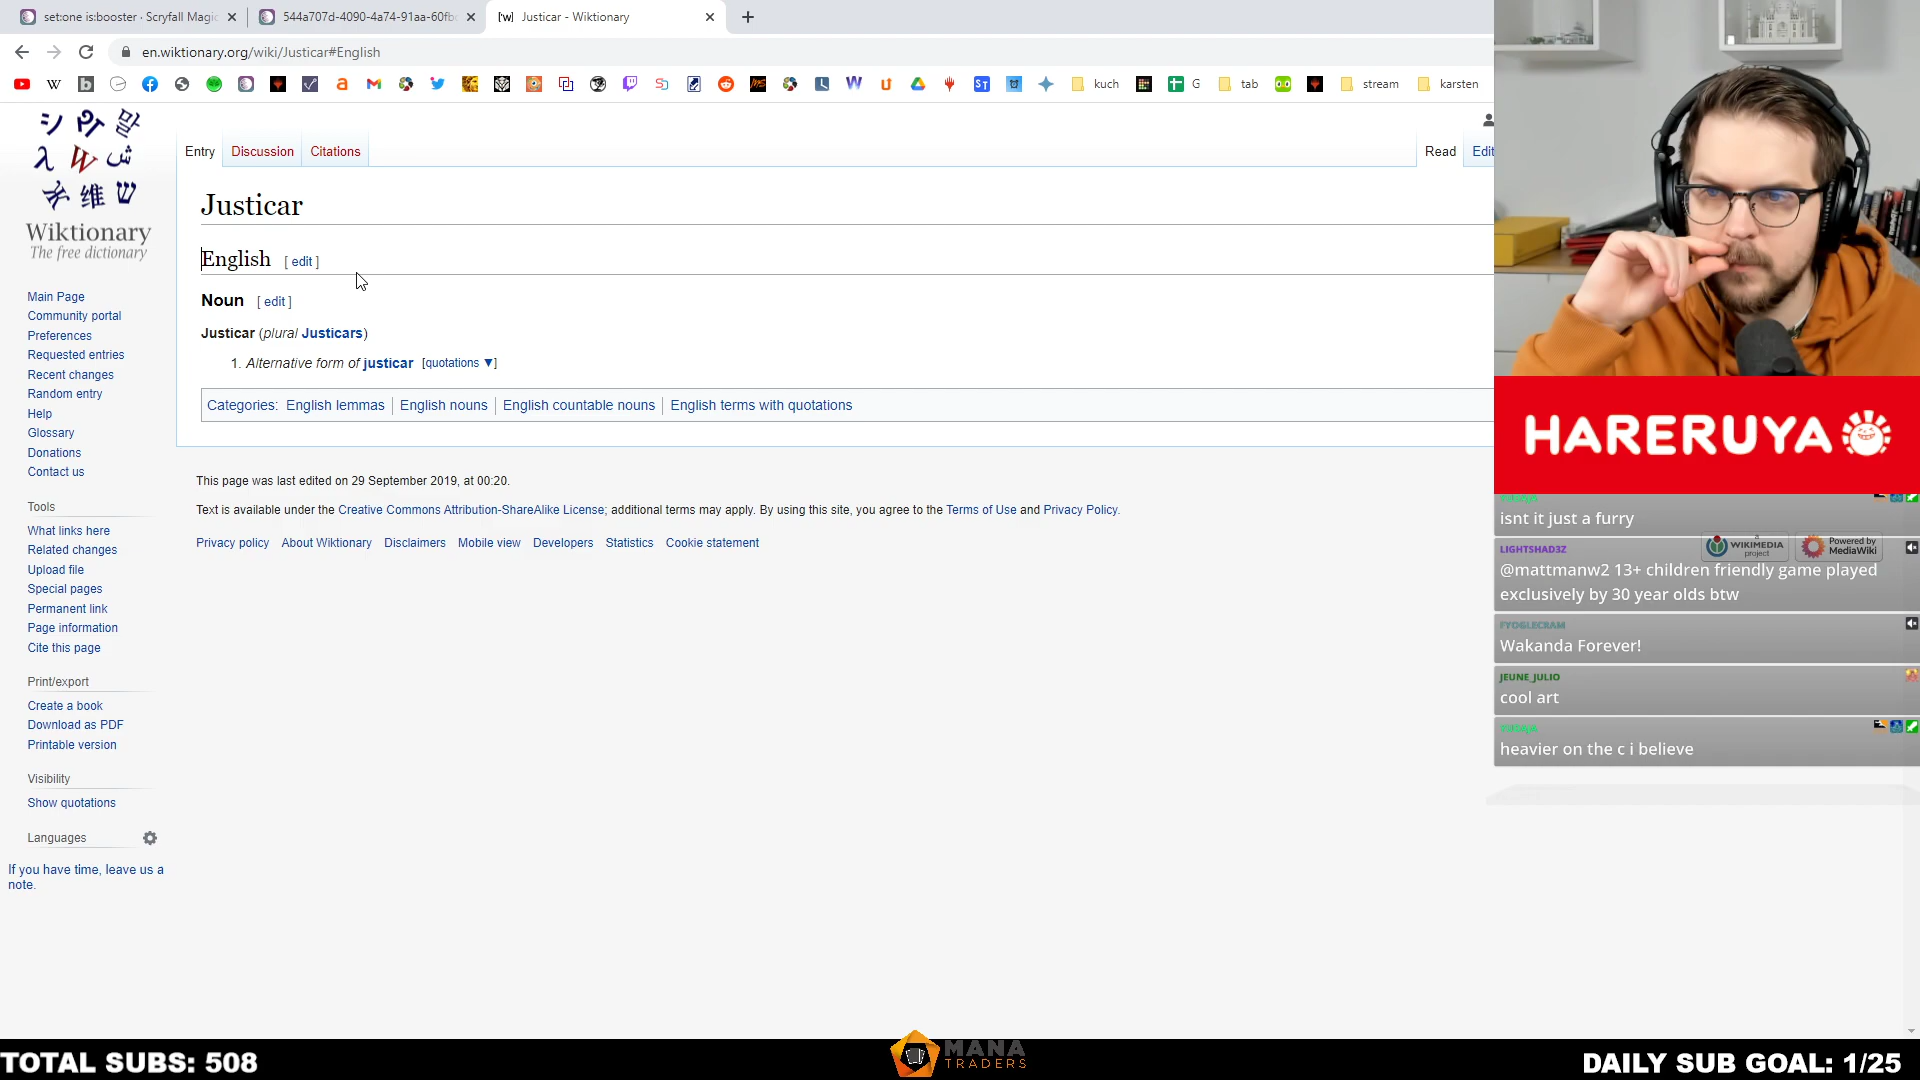 set:one is:booster · Scryfall Magic
544a707d-4090-4a74-91aa-60fbc
Justicar - Wiktionary
en.wiktionary.org/wiki/Justicar#English
kuch
G
tab
stream
karsten
Wiktionary
The free dictionary
Main Page
Community portal
Preferences
Requested entries
Recent changes
Random entry
Help
Glossary
Donations
Contact us
Tools
What links here
Related changes
Upload file
Special pages
Permanent link
Page information
Cite this page
Print/export
Create a book
Download as PDF
Printable version
Visibility
Show quotations
Languages
If you have time, leave us a
note.
Entry Discussion Citations
Read Edit
Justicar
English [ edit ]
Noun [ edit ]
Justicar (plural Justicars)
1. Alternative form of justicar [quotations ▼]
Categories: English lemmas | English nouns | English countable nouns | English terms with quotations
This page was last edited on 29 September 2019, at 00:20.
Text is available under the Creative Commons Attribution-ShareAlike License; additional terms may apply. By using this site, you agree to the Terms of Use and Privacy Policy.
Privacy policy About Wiktionary Disclaimers Mobile view Developers Statistics Cookie statement
HARERUYA
isnt it just a furry
LIGHTSHAD3Z
a WIKIMEDIA project
Powered by MediaWiki
@mattmanw2 13+ children friendly game played
exclusively by 30 year olds btw
FYOGLECRAM
Wakanda Forever!
JEUNE_JULIO
cool art
heavier on the c i believe
TOTAL SUBS: 508
MANA
TRADERS
DAILY SUB GOAL: 1/25